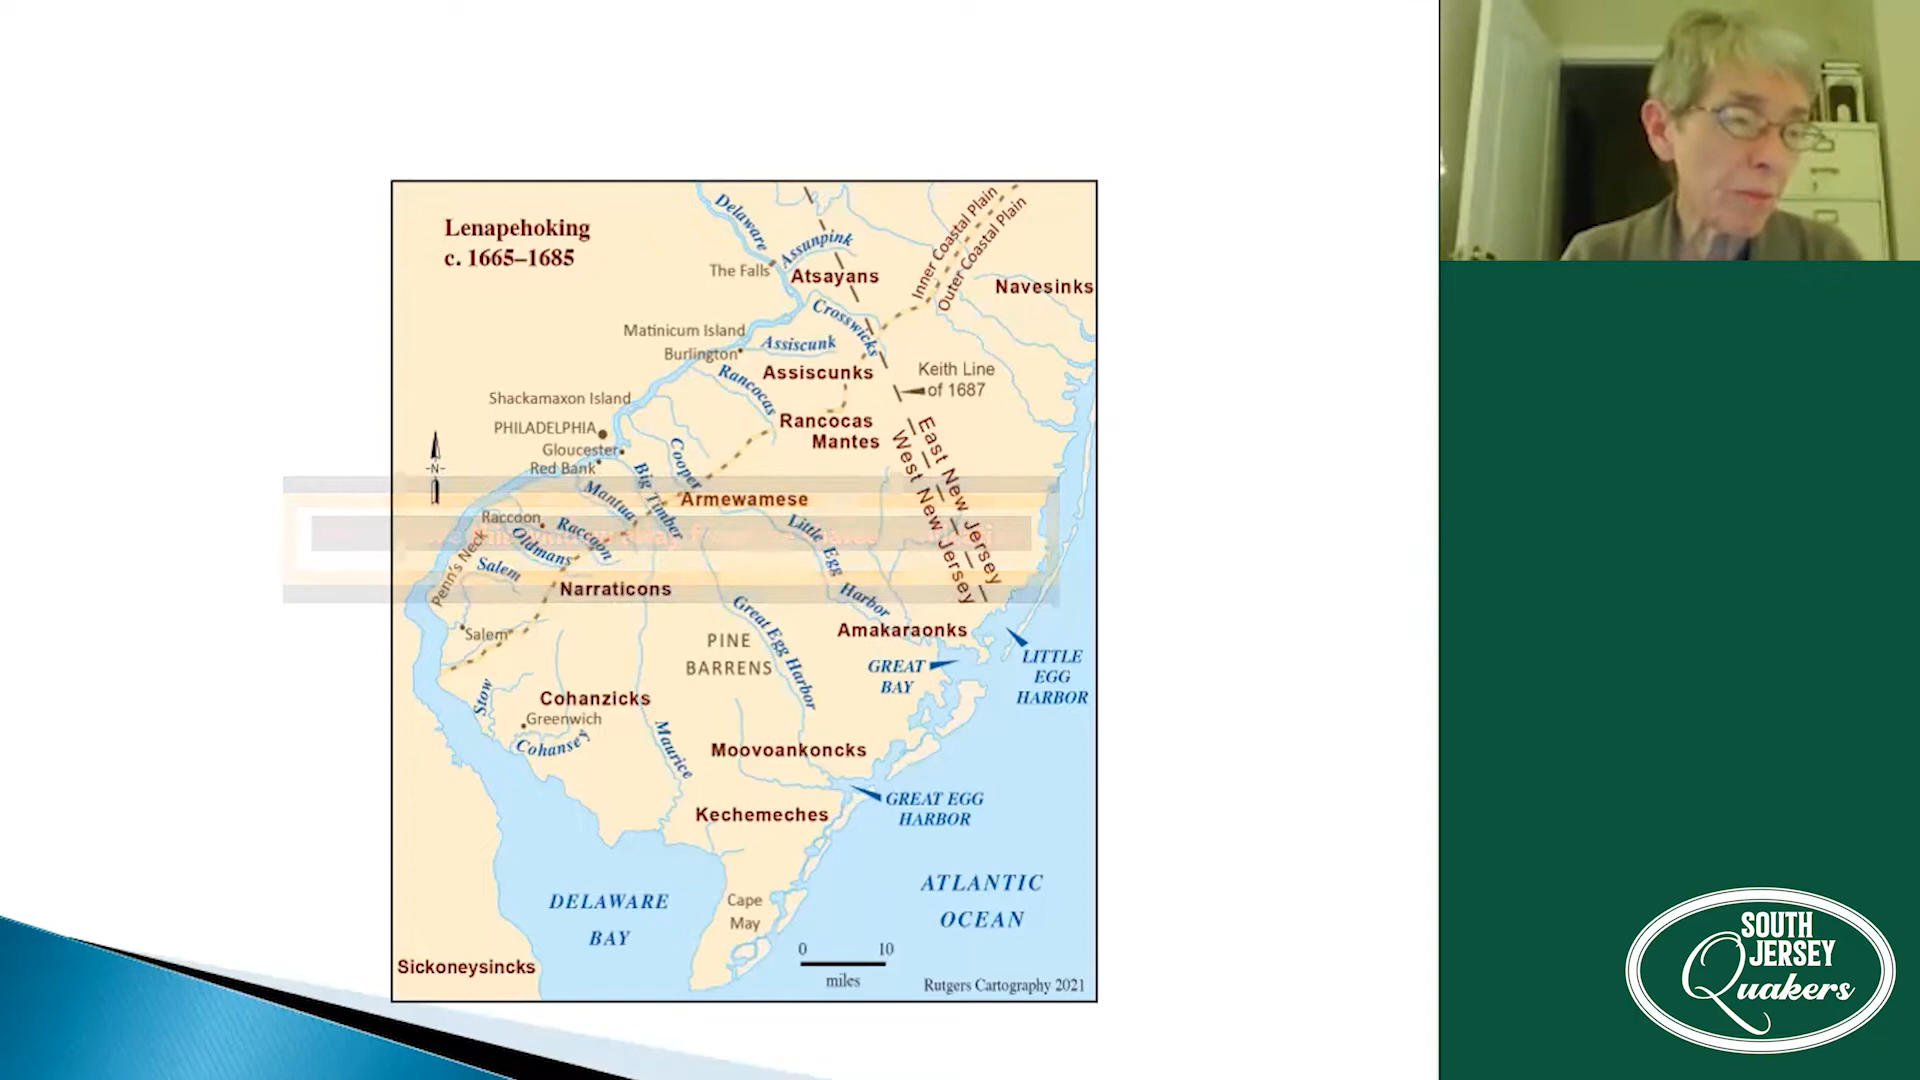 Lenapehoking
c. 1665–1685
Delaware
Assunpink
The Falls
Atsayans
Inner Coastal Plain
Outer Coastal Plain
Navesinks
Crosswicks
Matinicum Island
Burlington
Assiscunk
Assiscunks
Rancocas
Keith Line
of 1687
Shackamaxon Island
PHILADELPHIA
Gloucester
Red Bank
Rancocas
Mantes
East New Jersey
West New Jersey
-N-
Cooper
Big Timber
Mantua
Armewamese
Raccoon
Raccoon
Oldmans
Penn's Neck
Salem
Little Egg
Harbor
Narraticons
Salem
Great Egg Harbor
PINE
BARRENS
Amakaraonks
GREAT
BAY
LITTLE
EGG
HARBOR
Stow
Cohanzicks
Greenwich
Cohansey
Maurice
Moovoankoncks
GREAT EGG
HARBOR
Kechemeches
DELAWARE
BAY
Cape
May
ATLANTIC
OCEAN
0 10
miles
Sickoneysincks
Rutgers Cartography 2021
SOUTH
JERSEY
Quakers